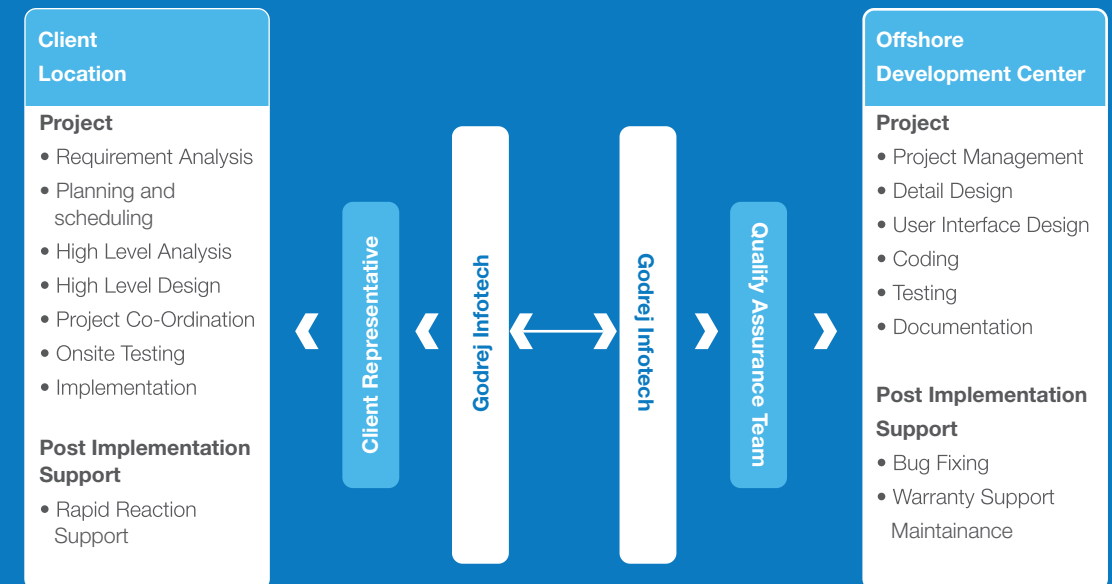 Client
Location
Project
• Requirement Analysis
• Planning and
scheduling
• High Level Analysis
• High Level Design
• Project Co-Ordination
• Onsite Testing
• Implementation
Post Implementation
Support
• Rapid Reaction
Support
Client Representative
Godrej Infotech
Godrej Infotech
Qualify Assurance Team
Offshore
Development Center
Project
• Project Management
• Detail Design
• User Interface Design
• Coding
• Testing
• Documentation
Post Implementation
Support
• Bug Fixing
• Warranty Support
Maintainance